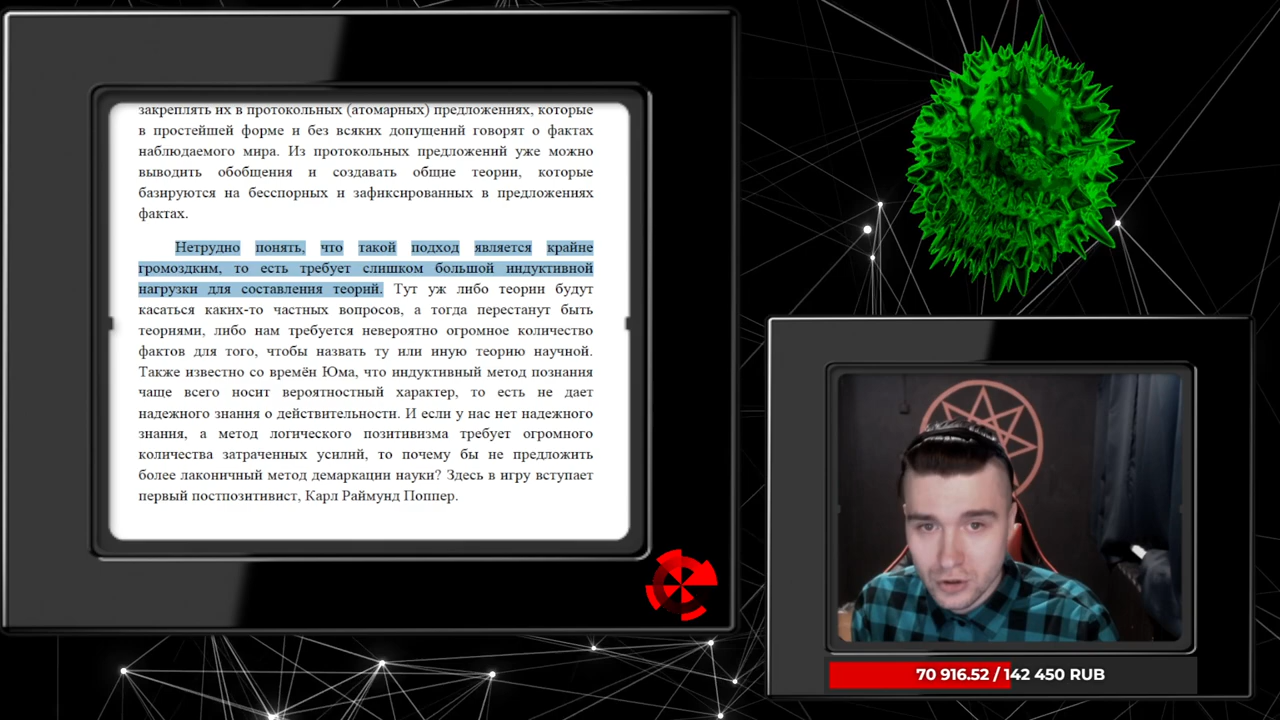 закреплять их в протокольных (атомарных) предложениях, которые
в простейшей форме и без всяких допущений говорят о фактах
наблюдаемого мира. Из протокольных предложений уже можно
выводить обобщения и создавать общие теории, которые
базируются на бесспорных и зафиксированных в предложениях
фактах.
Нетрудно понять, что такой подход является крайне
громоздким, то есть требует слишком большой индуктивной
нагрузки для составления теорий. Тут уж либо теории будут
касаться каких-то частных вопросов, а тогда перестанут быть
теориями, либо нам требуется невероятно огромное количество
фактов для того, чтобы назвать ту или иную теорию научной.
Также известно со времён Юма, что индуктивный метод познания
чаще всего носит вероятностный характер, то есть не дает
надежного знания о действительности. И если у нас нет надежного
знания, а метод логического позитивизма требует огромного
количества затраченных усилий, то почему бы не предложить
более лаконичный метод демаркации науки? Здесь в игру вступает
первый постпозитивист, Карл Раймунд Поппер.
70 916.52 / 142 450 RUB